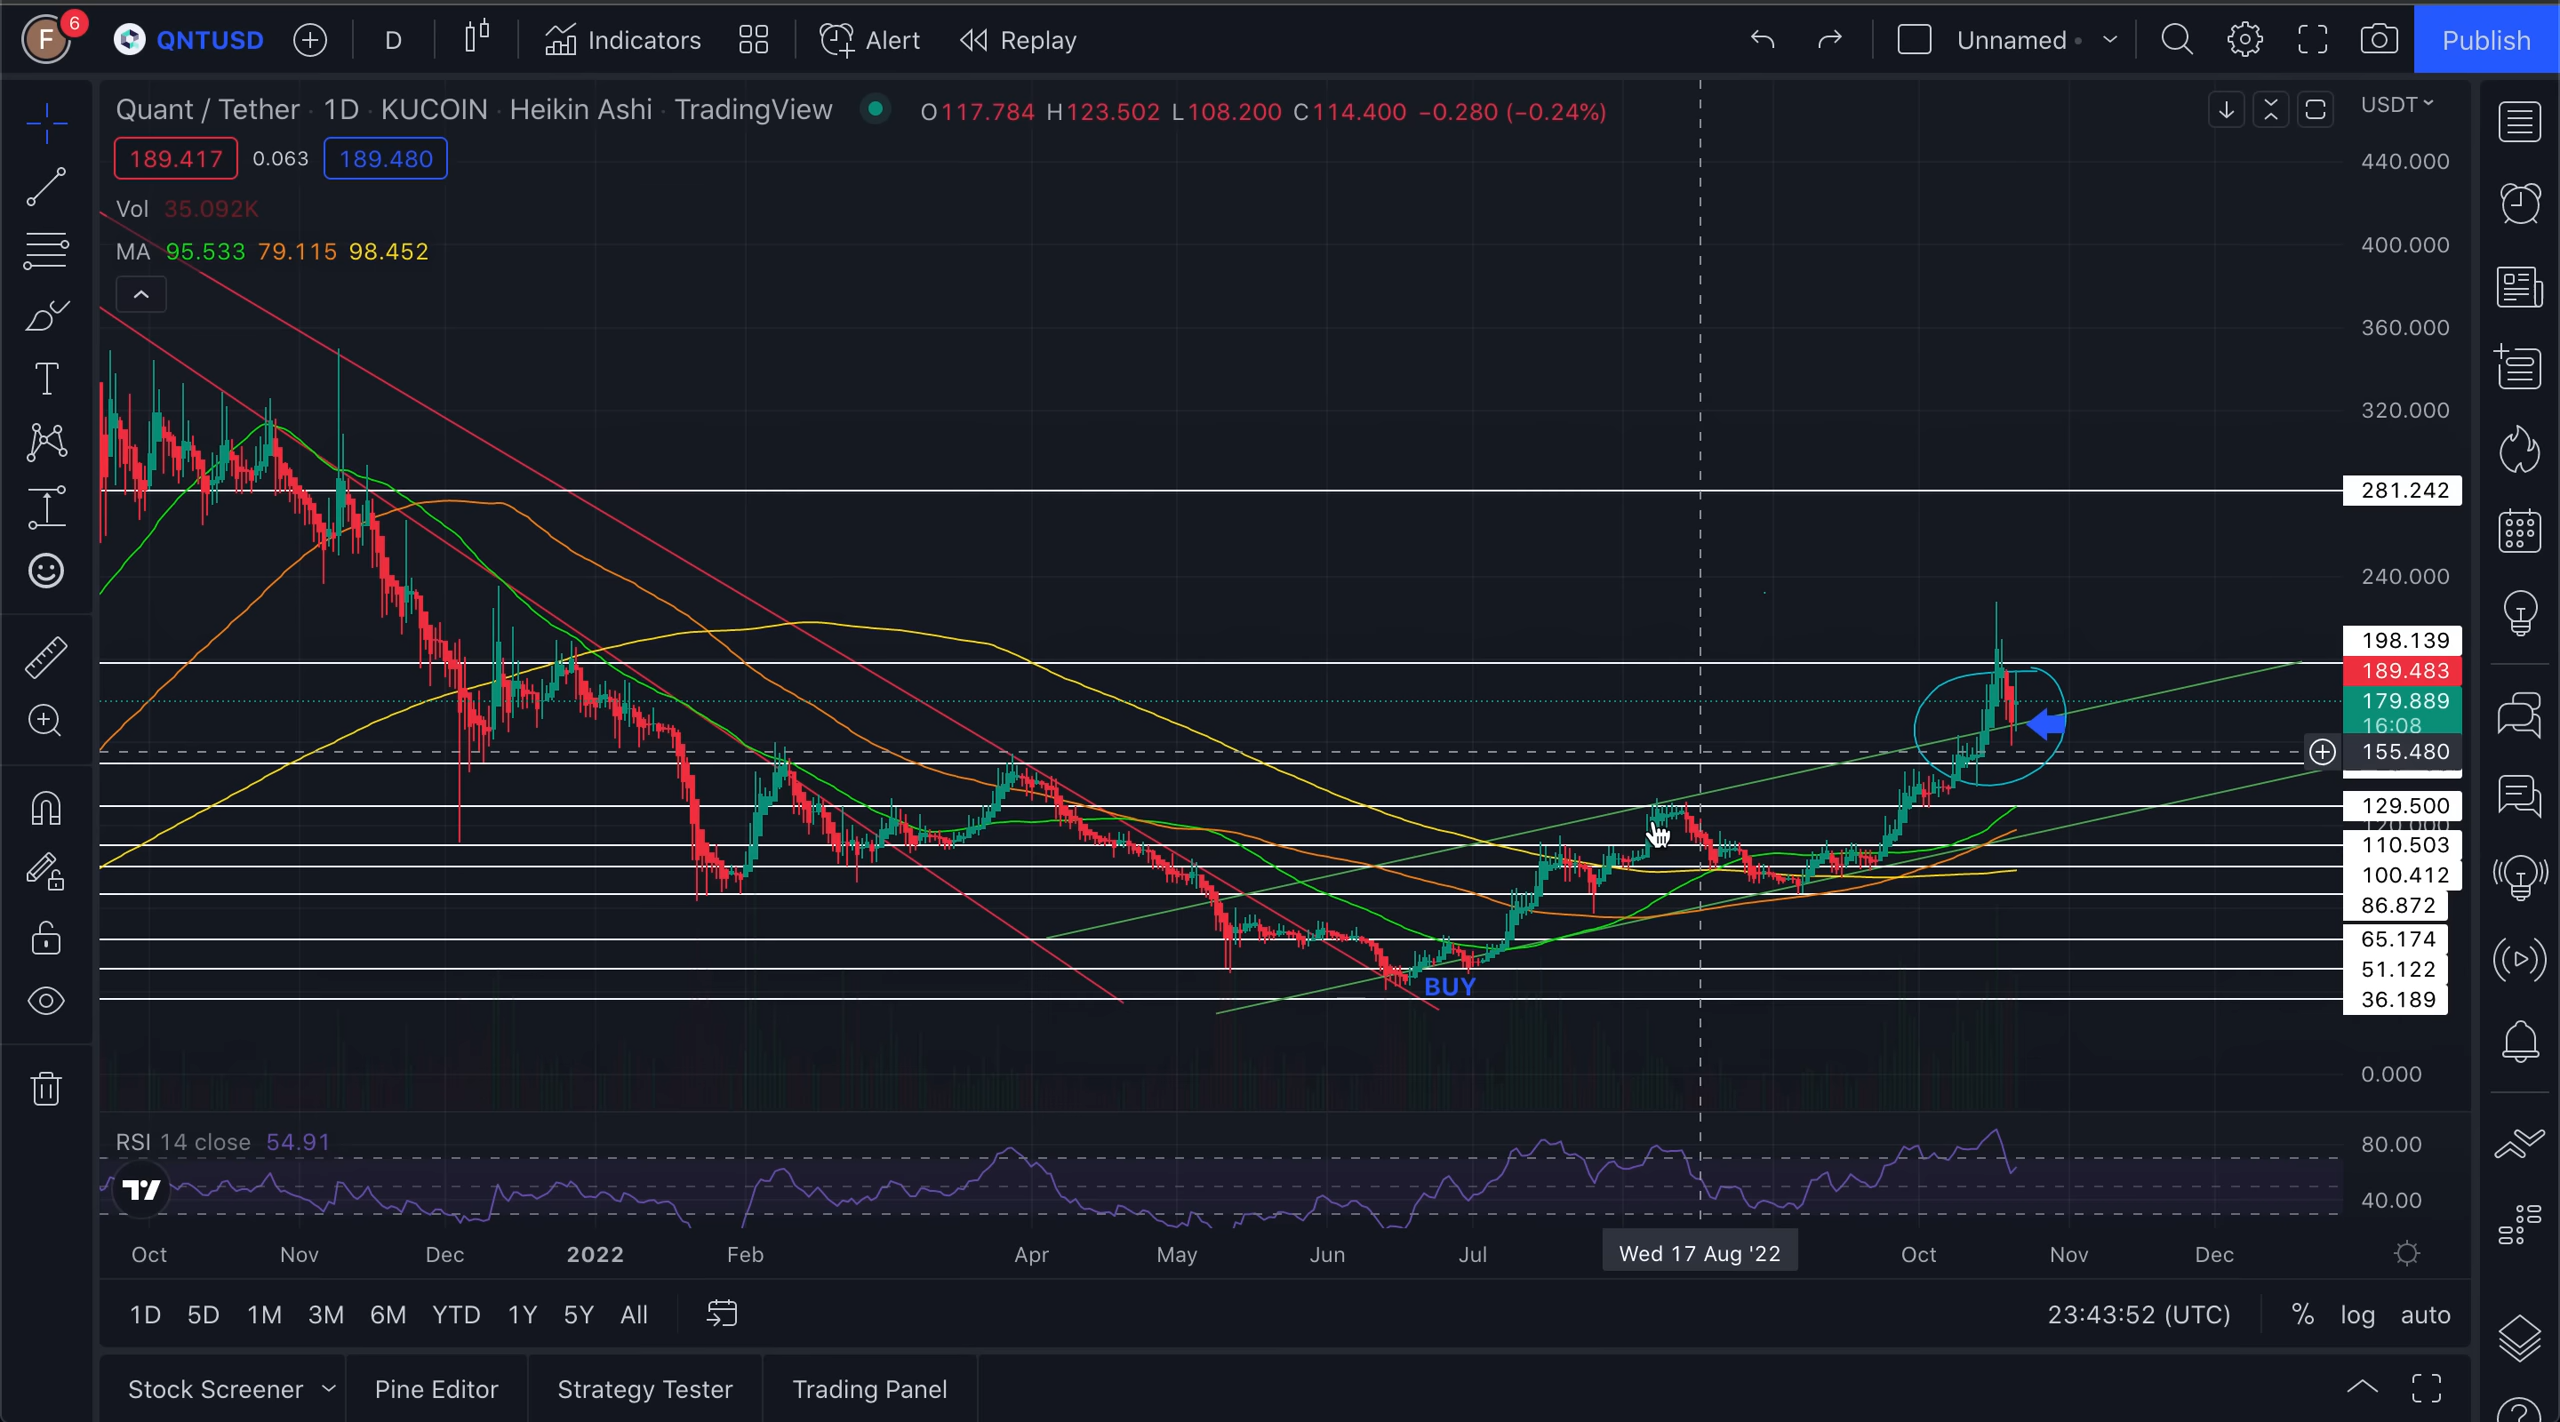 F 6 QNTUSD D Indicators Alert Replay Unnamed Publish
Quant / Tether · 1D · KUCOIN · Heikin Ashi · TradingView O117.784 H123.502 L108.200 C114.400 −0.280 (−0.24%) USDT
189.417 0.063 189.480
Vol 35.092K
MA 95.533 79.115 98.452
440.000
400.000
360.000
320.000
281.242
240.000
198.139
189.483
179.889
16:08
155.480
129.500
110.503
100.412
86.872
65.174
51.122
BUY
36.189
0.000
RSI 14 close 54.91
80.00
40.00
Oct Nov Dec 2022 Feb Apr May Jun Jul Wed 17 Aug '22 Oct Nov Dec
1D 5D 1M 3M 6M YTD 1Y 5Y All 23:43:52 (UTC) % log auto
Stock Screener Pine Editor Strategy Tester Trading Panel